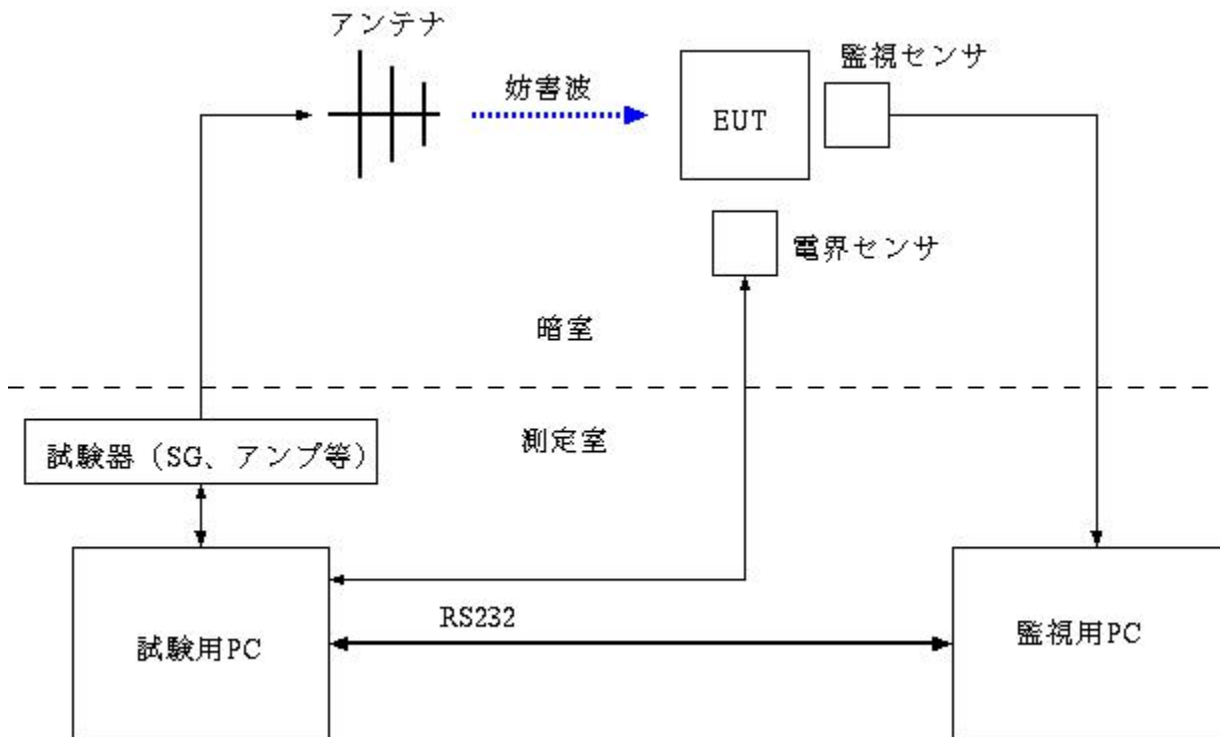 アンテナ
監視センサ
妨害波
EUT
電界センサ
暗室
測定室
試験器（SG、アンプ等）
RS232
試験用PC
監視用PC